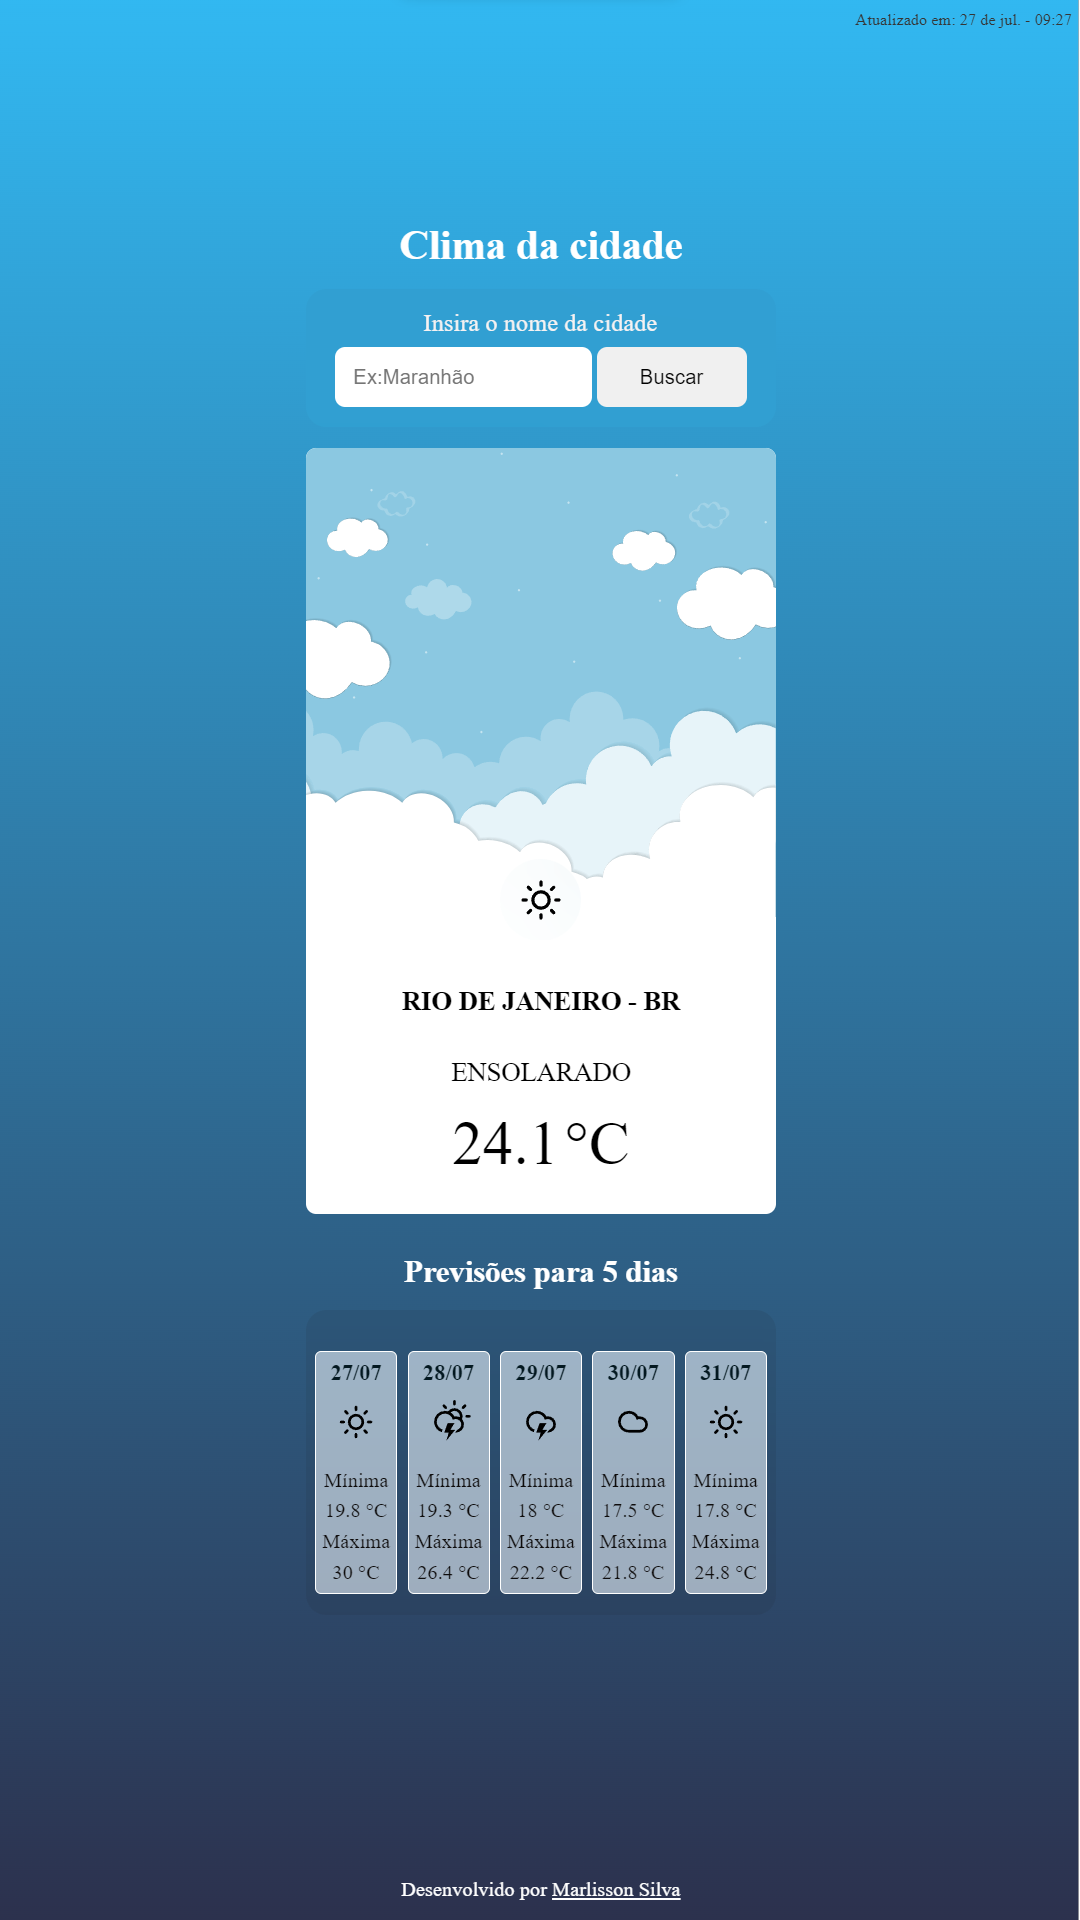 Atualizado em: 27 de jul. - 09:27
Clima da cidade
Insira o nome da cidade
Ex:Maranhão
Buscar
RIO DE JANEIRO - BR
ENSOLARADO
24.1°C
Previsões para 5 dias
27/07
Mínima
19.8 °C
Máxima
30 °C
28/07
Mínima
19.3 °C
Máxima
26.4 °C
29/07
Mínima
18 °C
Máxima
22.2 °C
30/07
Mínima
17.5 °C
Máxima
21.8 °C
31/07
Mínima
17.8 °C
Máxima
24.8 °C
Desenvolvido por Marlisson Silva